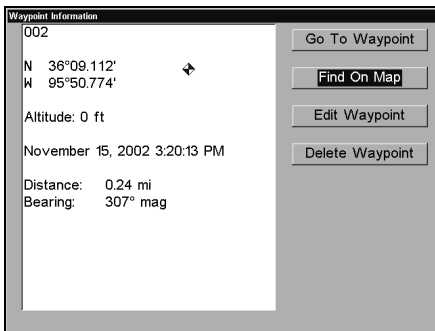 Waypoint Information
002
N 36°09.112'
W 95°50.774'
Altitude: 0 ft
November 15, 2002 3:20:13 PM
Distance: 0.24 mi
Bearing: 307° mag
Go To Waypoint
Find On Map
Edit Waypoint
Delete Waypoint